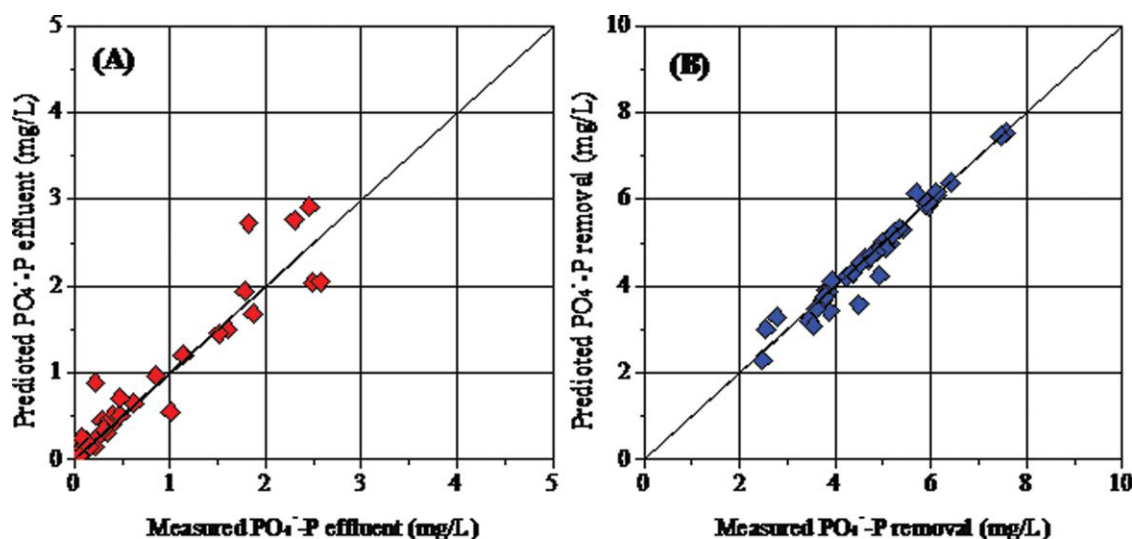 (A)
Predioted PO₄⁻-P effluent (mg/L)
5
4
3
2
1
0
0 1 2 3 4 5
Measured PO₄⁻-P effluent (mg/L)
(B)
Predioted PO₄⁻-P removal (mg/L)
10
8
6
4
2
0
0 2 4 6 8 10
Measured PO₄⁻-P removal (mg/L)